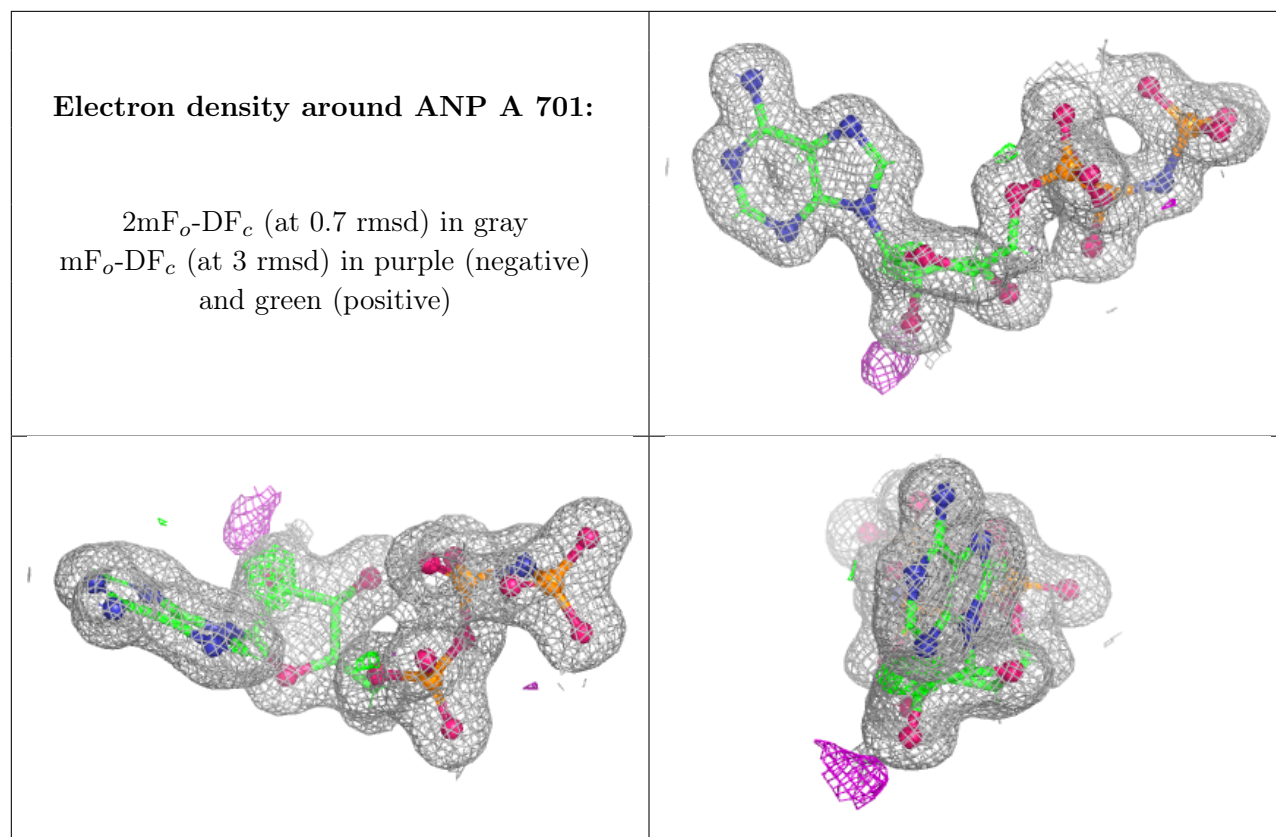 Electron density around ANP A 701:
2mFo-DFc (at 0.7 rmsd) in gray
mFo-DFc (at 3 rmsd) in purple (negative)
and green (positive)